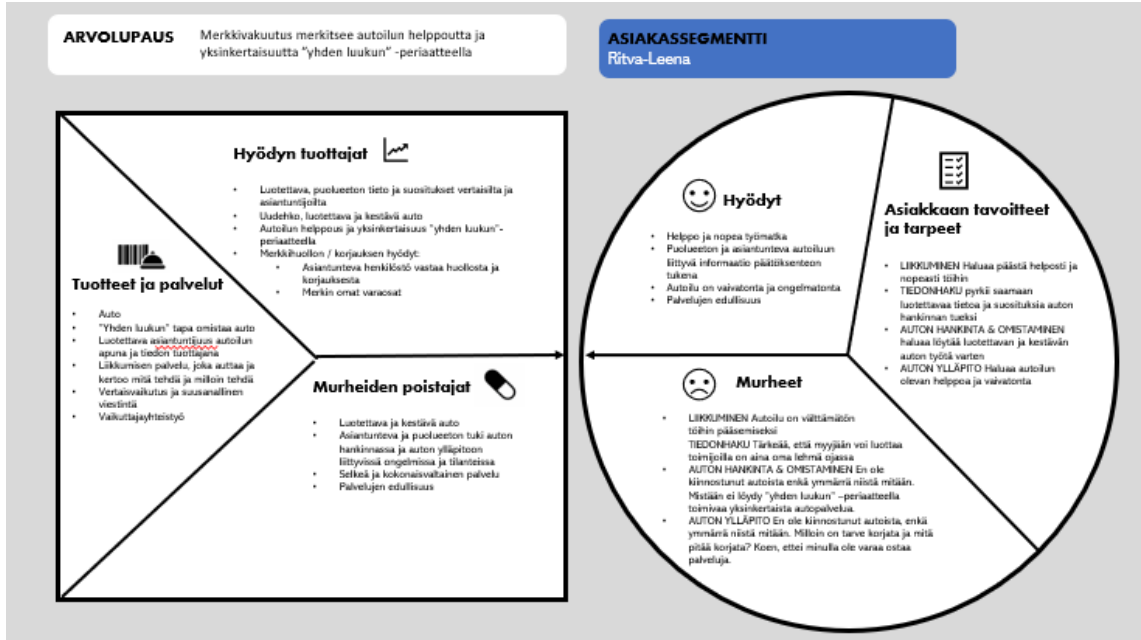 ARVOLUPAUS
Merkkivakuutus merkitsee autoilun helppoutta ja
yksinkertaisuutta ”yhden luukun” -periaatteella
ASIAKASSEGMENTTI
Ritva-Leena
Hyödyn tuottajat
• Luotettava, puolueeton tieto ja suositukset vertaisilta ja
asiantuntijoilta
• Uudehko, luotettava ja kestävä auto
• Autoilun helppous ja yksinkertaisuus ”yhden luukun”-
periaatteella
• Merkkihuollon / korjauksen hyödyt:
• Asiantunteva henkilöstö vastaa huollosta ja
korjauksesta
• Merkin omat varaosat
Tuotteet ja palvelut
• Auto
• ”Yhden luukun” tapa omistaa auto
• Luotettava asiantuntijuus autoilun
apuna ja tiedon tuottajana
• Liikkumisen palvelu, joka auttaa ja
kertoo mitä tehdä ja milloin tehdä
• Vertaisvaikutus ja suusanallinen
viestintä
• Vaikuttajayhteistyö
Murheiden poistajat
• Luotettava ja kestävä auto
• Asiantunteva ja puolueeton tuki auton
hankinnassa ja auton ylläpitoon
liittyvissä ongelmissa ja tilanteissa
• Selkeä ja kokonaisvaltainen palvelu
• Palvelujen edullisuus
Hyödyt
• Helppo ja nopea työmatka
• Puolueeton ja asiantunteva autoiluun
liittyvä informaatio päätöksenteon
tukena
• Autoilu on vaivatonta ja ongelmatonta
• Palvelujen edullisuus
Asiakkaan tavoitteet
ja tarpeet
• LIIKKUMINEN Haluaa päästä helposti ja
nopeasti töihin
• TIEDONHAKU pyrkii saamaan
luotettavaa tietoa ja suosituksia auton
hankinnan tueksi
• AUTON HANKINTA & OMISTAMINEN
haluaa löytää luotettavan ja kestävän
auton työtä varten
• AUTON YLLÄPITO Haluaa autoilun
olevan helppoa ja vaivatonta
Murheet
• LIIKKUMINEN Autoilu on välttämätön
töihin pääsemiseksi
TIEDONHAKU Tärkeää, että myyjään voi luottaa
toimijoilla on aina oma lehmä ojassa
• AUTON HANKINTA & OMISTAMINEN En ole
kiinnostunut autoista enkä ymmärrä niistä mitään.
Mistään ei löydy ”yhden luukun” –periaatteella
toimivaa yksinkertaista autopalvelua.
• AUTON YLLÄPITO En ole kiinnostunut autoista, enkä
ymmärrä niistä mitään. Milloin on tarve korjata ja mitä
pitää korjata? Koen, ettei minulla ole varaa ostaa
palveluja.